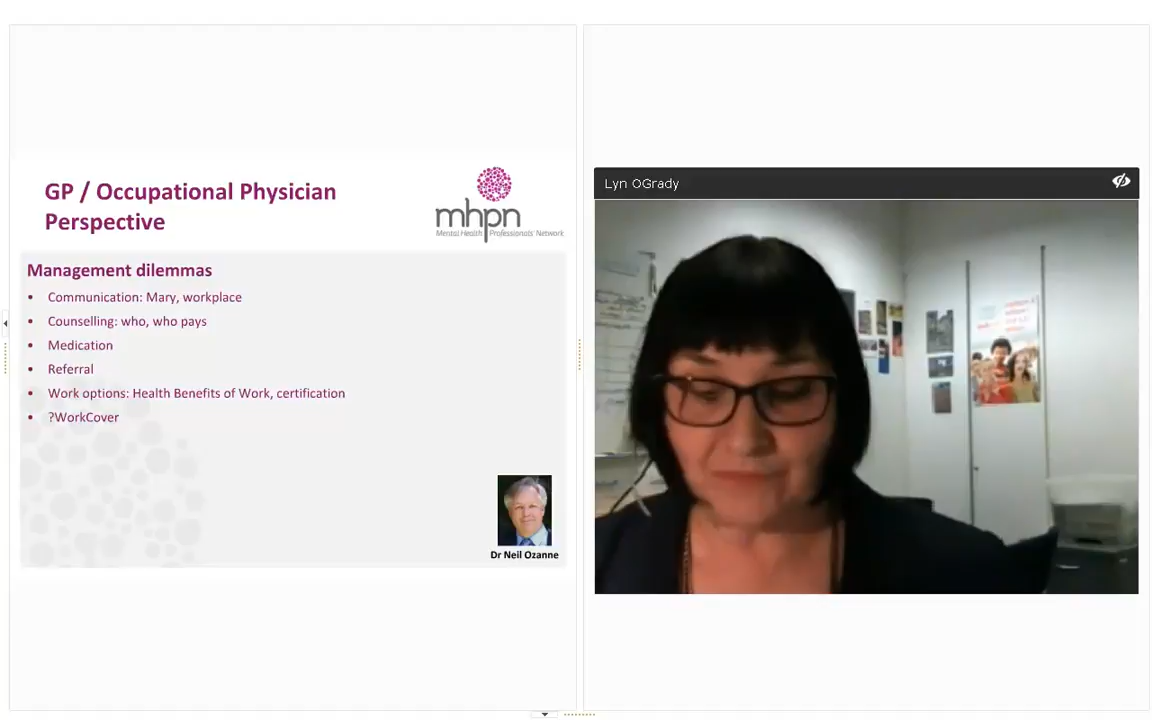 GP / Occupational Physician
Perspective
mhpn
Mental Health Professionals' Network
Management dilemmas
• Communication: Mary, workplace
• Counselling: who, who pays
• Medication
• Referral
• Work options: Health Benefits of Work, certification
• ?WorkCover
Dr Neil Ozanne
Lyn OGrady